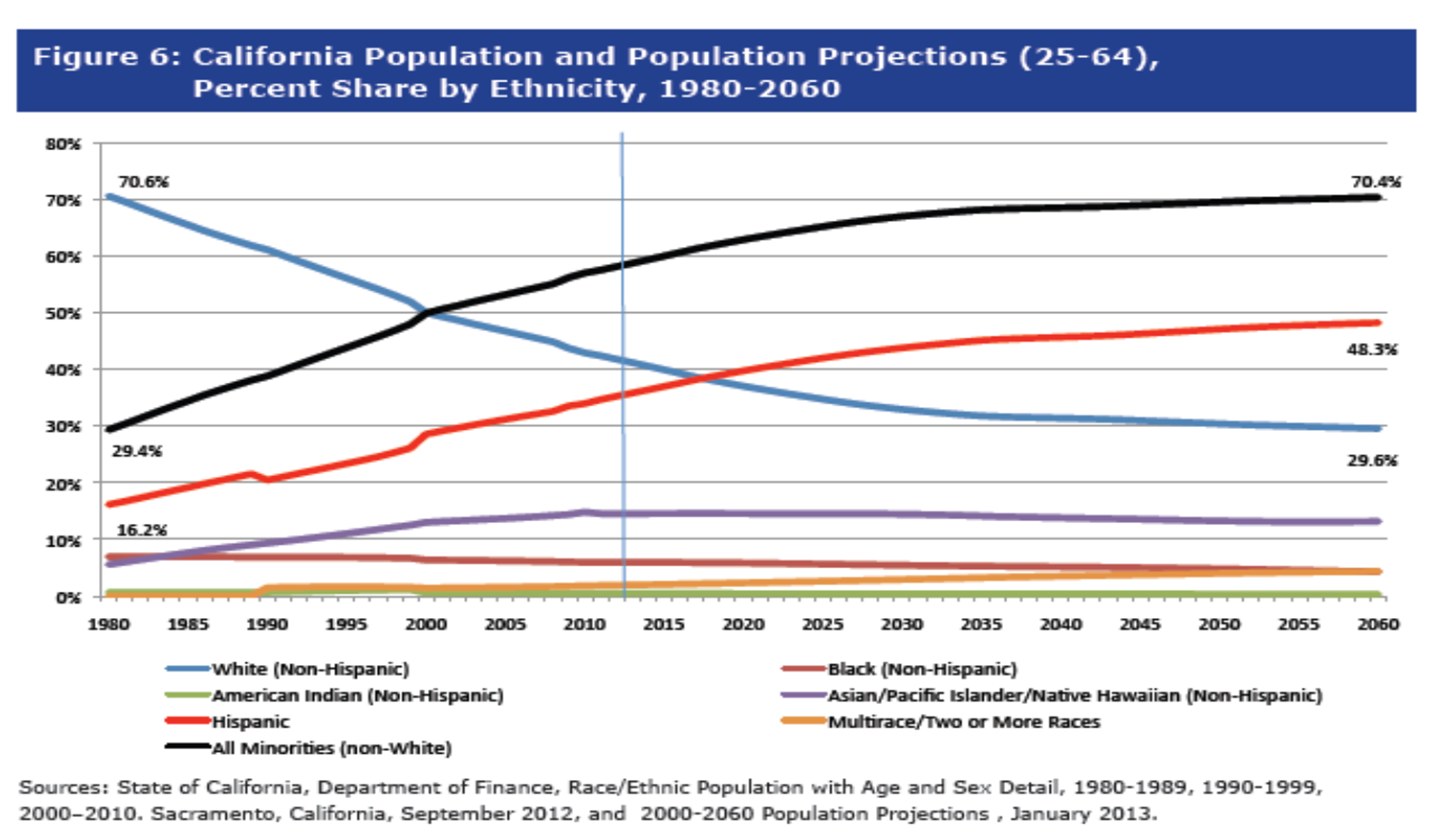 Figure 6: California Population and Population Projections (25-64),
Percent Share by Ethnicity, 1980-2060
80%
70%
60%
50%
40%
30%
20%
10%
0%
70.6%
29.4%
16.2%
70.4%
48.3%
29.6%
1980 1985 1990 1995 2000 2005 2010 2015 2020 2025 2030 2035 2040 2045 2050 2055 2060
White (Non-Hispanic) Black (Non-Hispanic)
American Indian (Non-Hispanic) Asian/Pacific Islander/Native Hawaiian (Non-Hispanic)
Hispanic Multirace/Two or More Races
All Minorities (non-White)
Sources: State of California, Department of Finance, Race/Ethnic Population with Age and Sex Detail, 1980-1989, 1990-1999,
2000–2010. Sacramento, California, September 2012, and 2000-2060 Population Projections , January 2013.